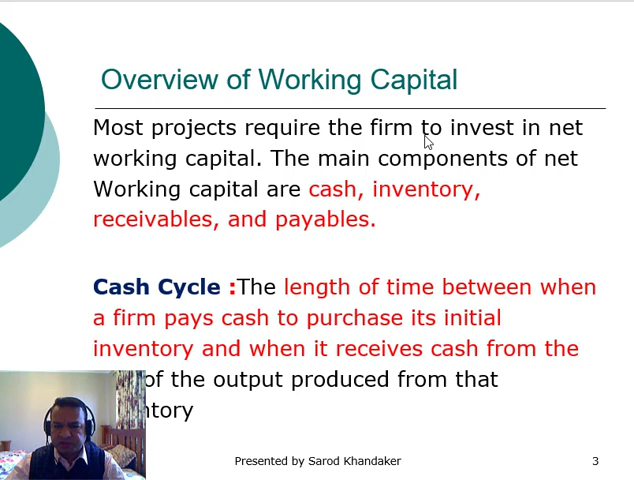 Overview of Working Capital
Most projects require the firm to invest in net
working capital. The main components of net
Working capital are cash, inventory,
receivables, and payables.
Cash Cycle :The length of time between when
a firm pays cash to purchase its initial
inventory and when it receives cash from the
of the output produced from that
ntory
Presented by Sarod Khandaker
3